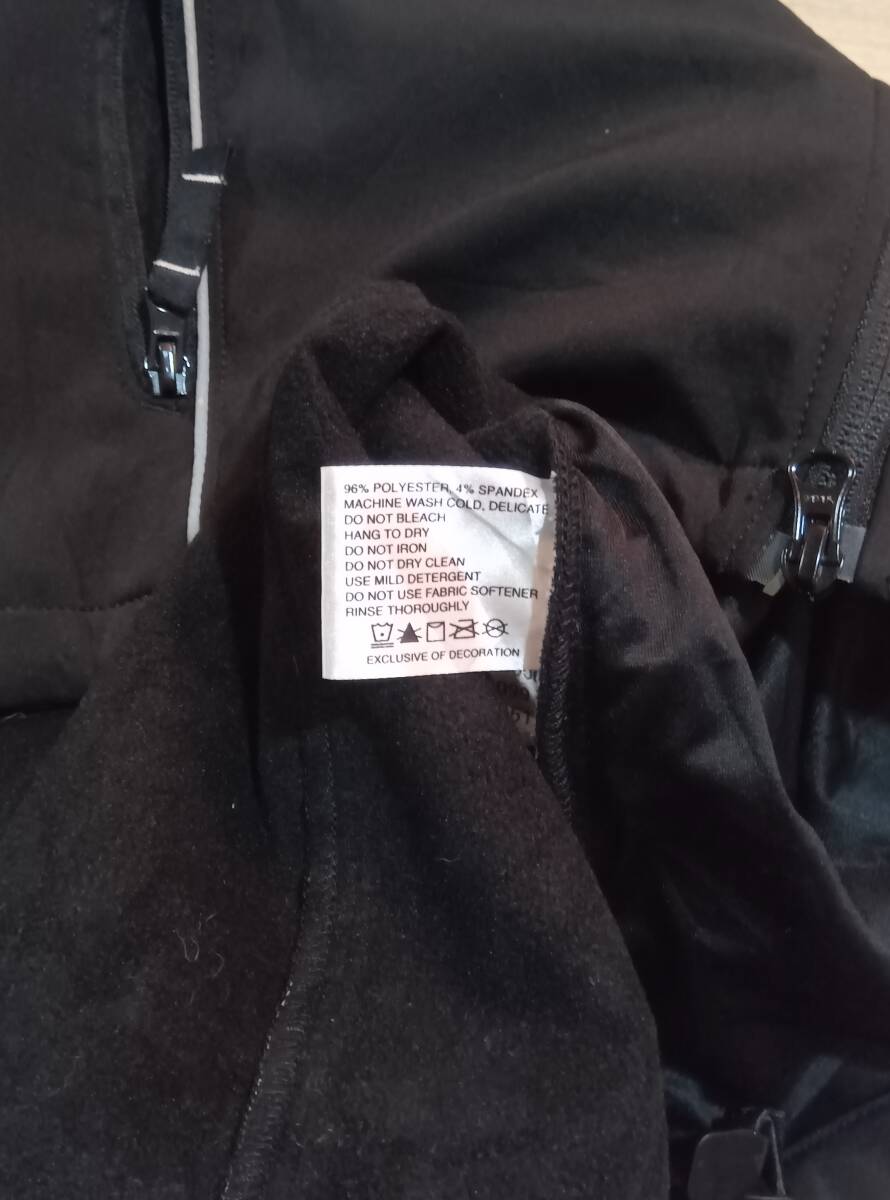 96% POLYESTER, 4% SPANDEX
MACHINE WASH COLD, DELICATE
DO NOT BLEACH
HANG TO DRY
DO NOT IRON
DO NOT DRY CLEAN
USE MILD DETERGENT
DO NOT USE FABRIC SOFTENER
RINSE THOROUGHLY
EXCLUSIVE OF DECORATION